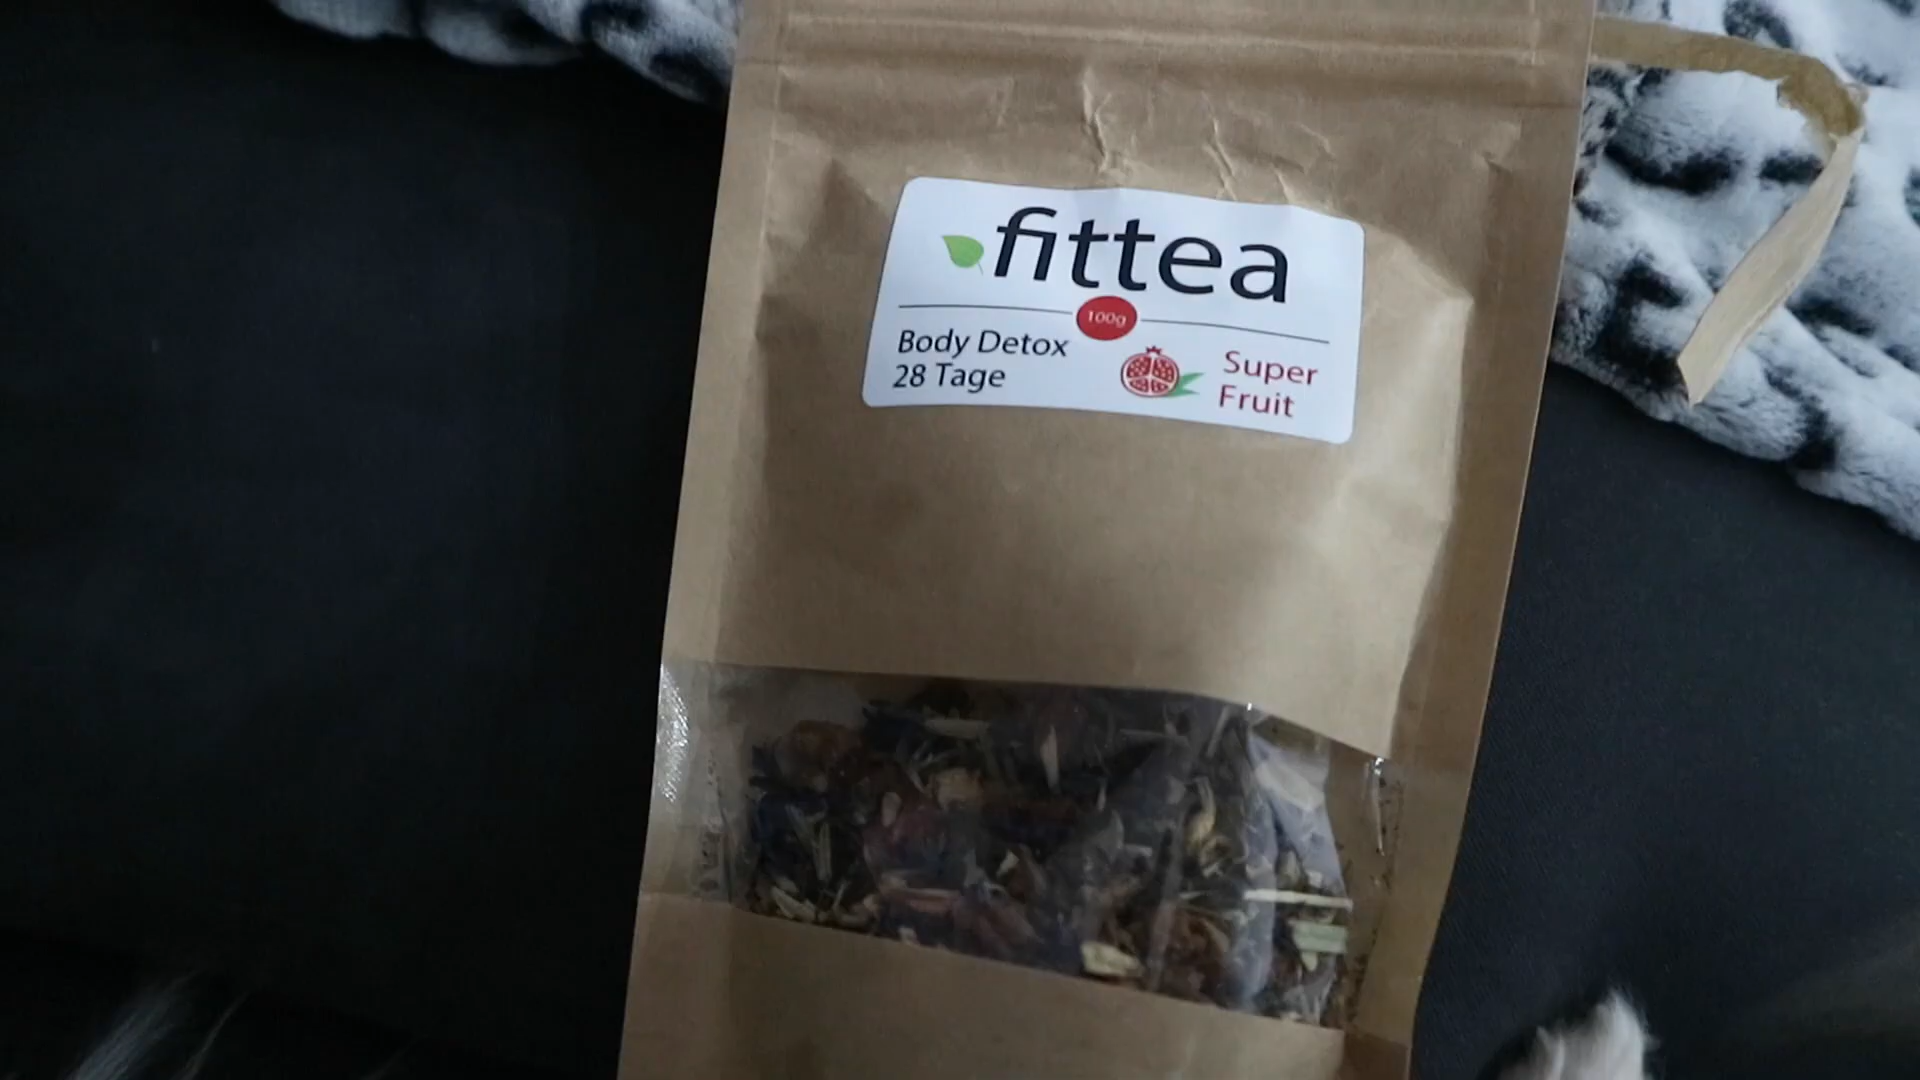 fittea
100g
Body Detox
28 Tage
Super
Fruit